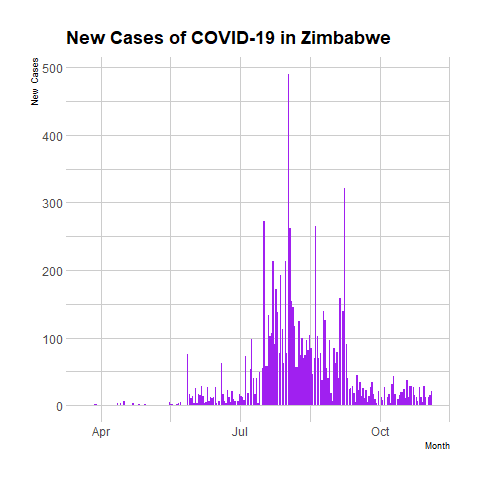 New Cases of COVID-19 in Zimbabwe
New Cases
500
400
300
200
100
0
Apr
Jul
Oct
Month